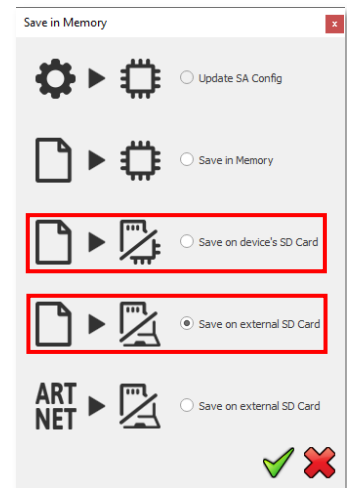 Save in Memory
x
Update SA Config
Save in Memory
Save on device's SD Card
Save on external SD Card
ART
NET
Save on external SD Card